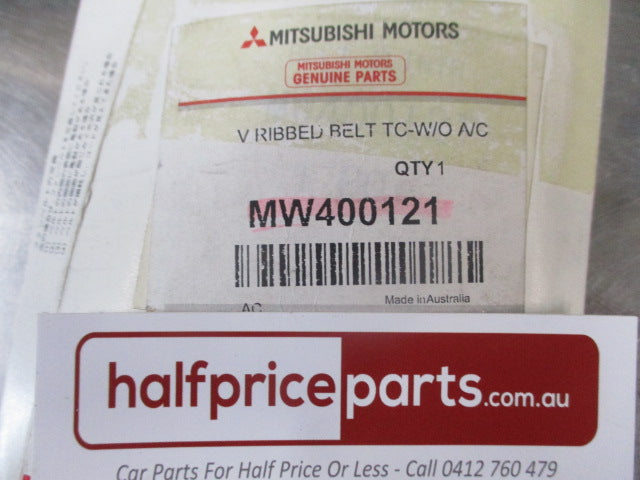 MITSUBISHI MOTORS
MITSUBISHI MOTORS
GENUINE PARTS
V RIBBED BELT TC-W/O A/C
QTY 1
MW400121
Made in Australia
AC
halfpriceparts.com.au
Car Parts For Half Price Or Less - Call 0412 760 479